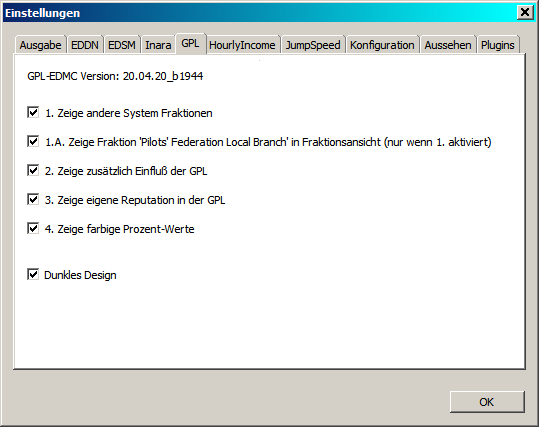 Einstellungen
Ausgabe EDDN EDSM Inara GPL HourlyIncome JumpSpeed Konfiguration Aussehen Plugins
GPL-EDMC Version: 20.04.20_b1944
1. Zeige andere System Fraktionen
1.A. Zeige Fraktion 'Pilots' Federation Local Branch' in Fraktionsansicht (nur wenn 1. aktiviert)
2. Zeige zusätzlich Einfluß der GPL
3. Zeige eigene Reputation in der GPL
4. Zeige farbige Prozent-Werte
Dunkles Design
OK